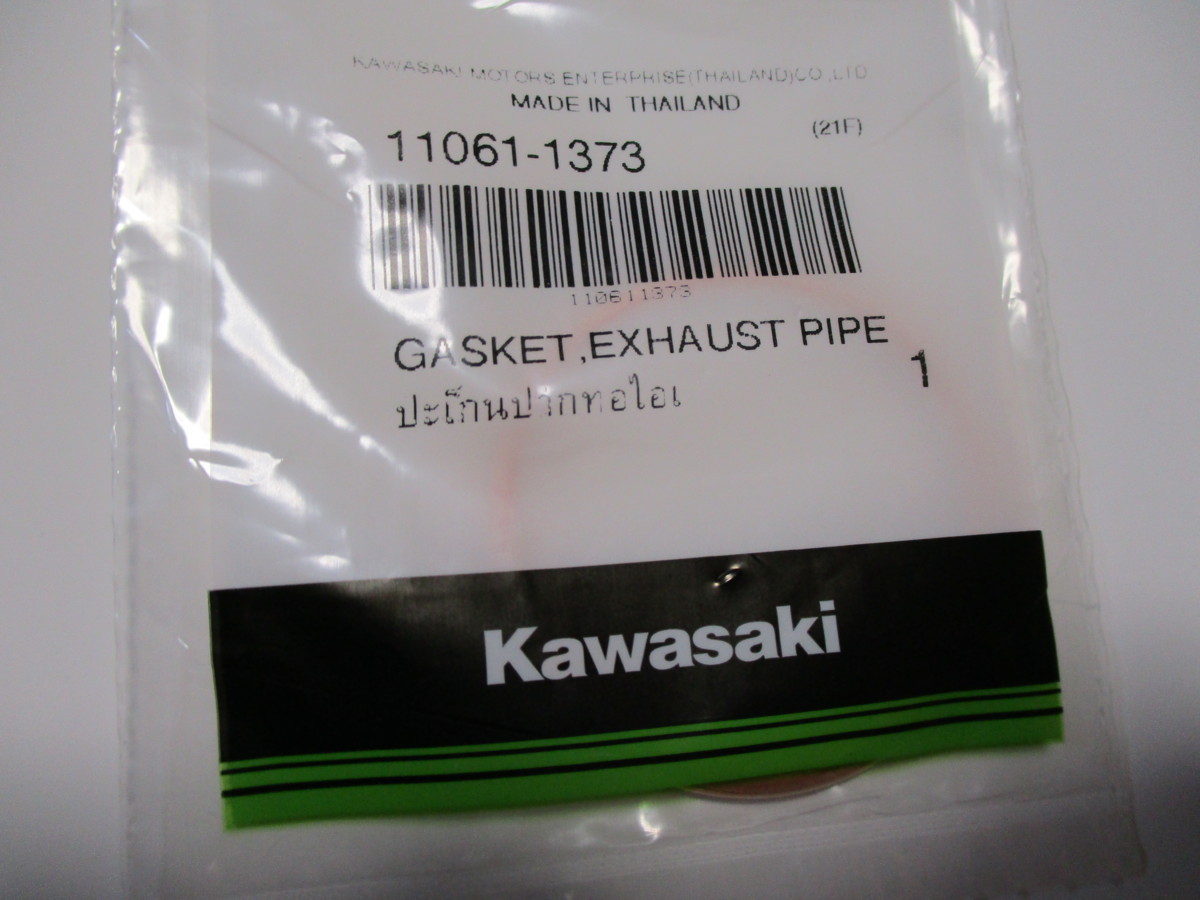 KAWASAKI MOTORS ENTERPRISE(THAILAND)CO.,LTD
MADE IN THAILAND
(21F)
11061-1373
110611373
GASKET,EXHAUST PIPE
ปะเก็นปากท่อไอเ
1
Kawasaki